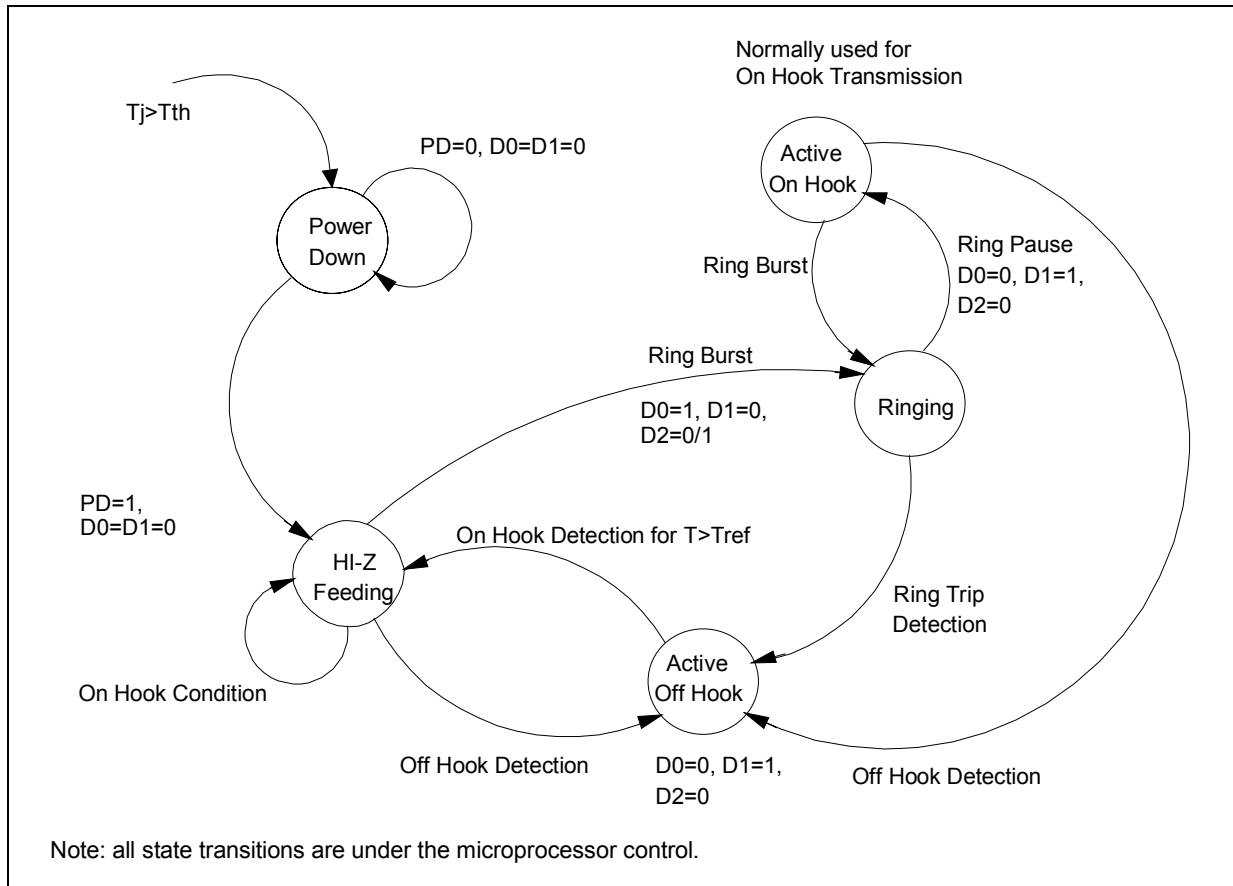 Normally used for
On Hook Transmission
Tj>Tth
PD=0, D0=D1=0
Active
On Hook
Power
Down
Ring Burst
Ring Pause
D0=0, D1=1,
D2=0
Ring Burst
D0=1, D1=0,
D2=0/1
Ringing
PD=1,
D0=D1=0
On Hook Detection for T>Tref
HI-Z
Feeding
Ring Trip
Detection
Active
Off Hook
On Hook Condition
Off Hook Detection
D0=0, D1=1,
D2=0
Off Hook Detection
Note: all state transitions are under the microprocessor control.